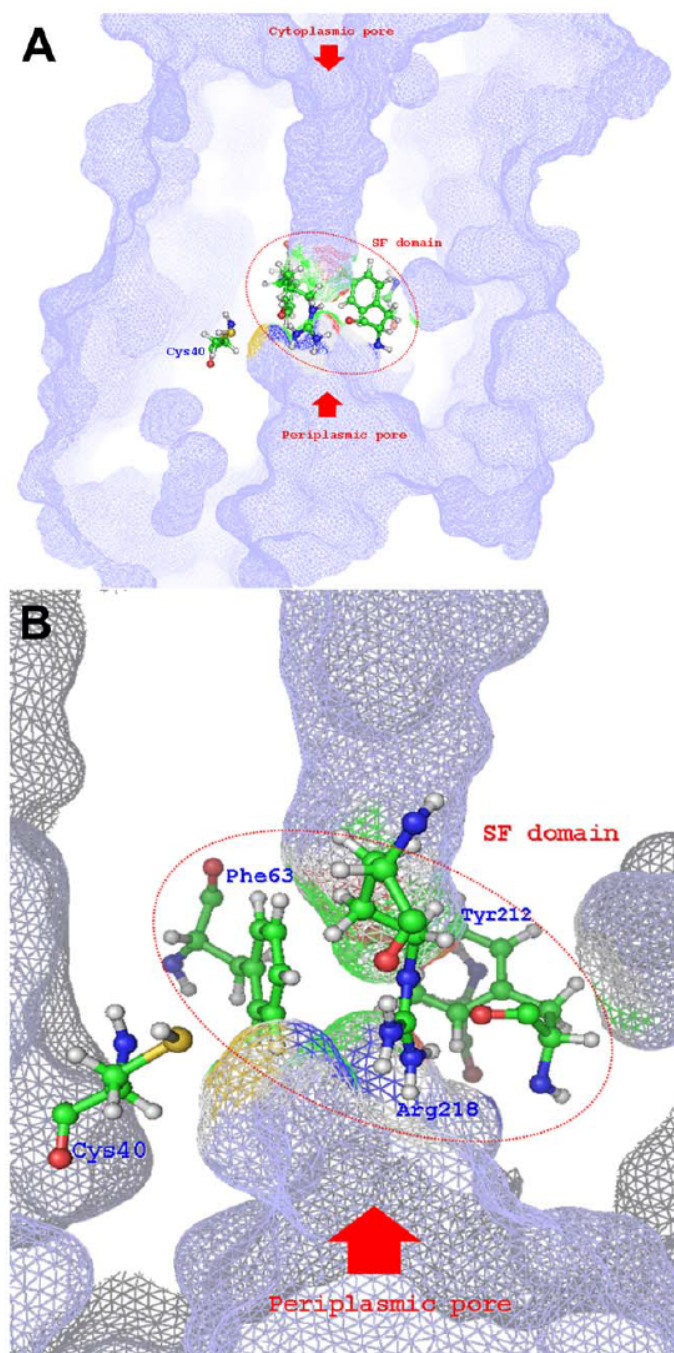 A
Cytoplasmic pore
SF domain
Cys40
Periplasmic pore
B
SF domain
Phe63
Tyr212
Arg218
Cys40
Periplasmic pore